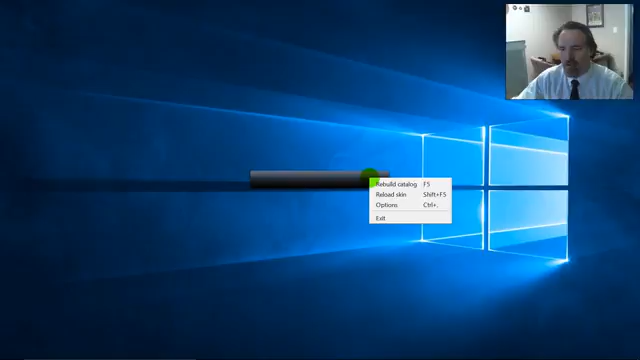 Rebuild catalog F5
Reload skin Shift+F5
Options Ctrl+,
Exit